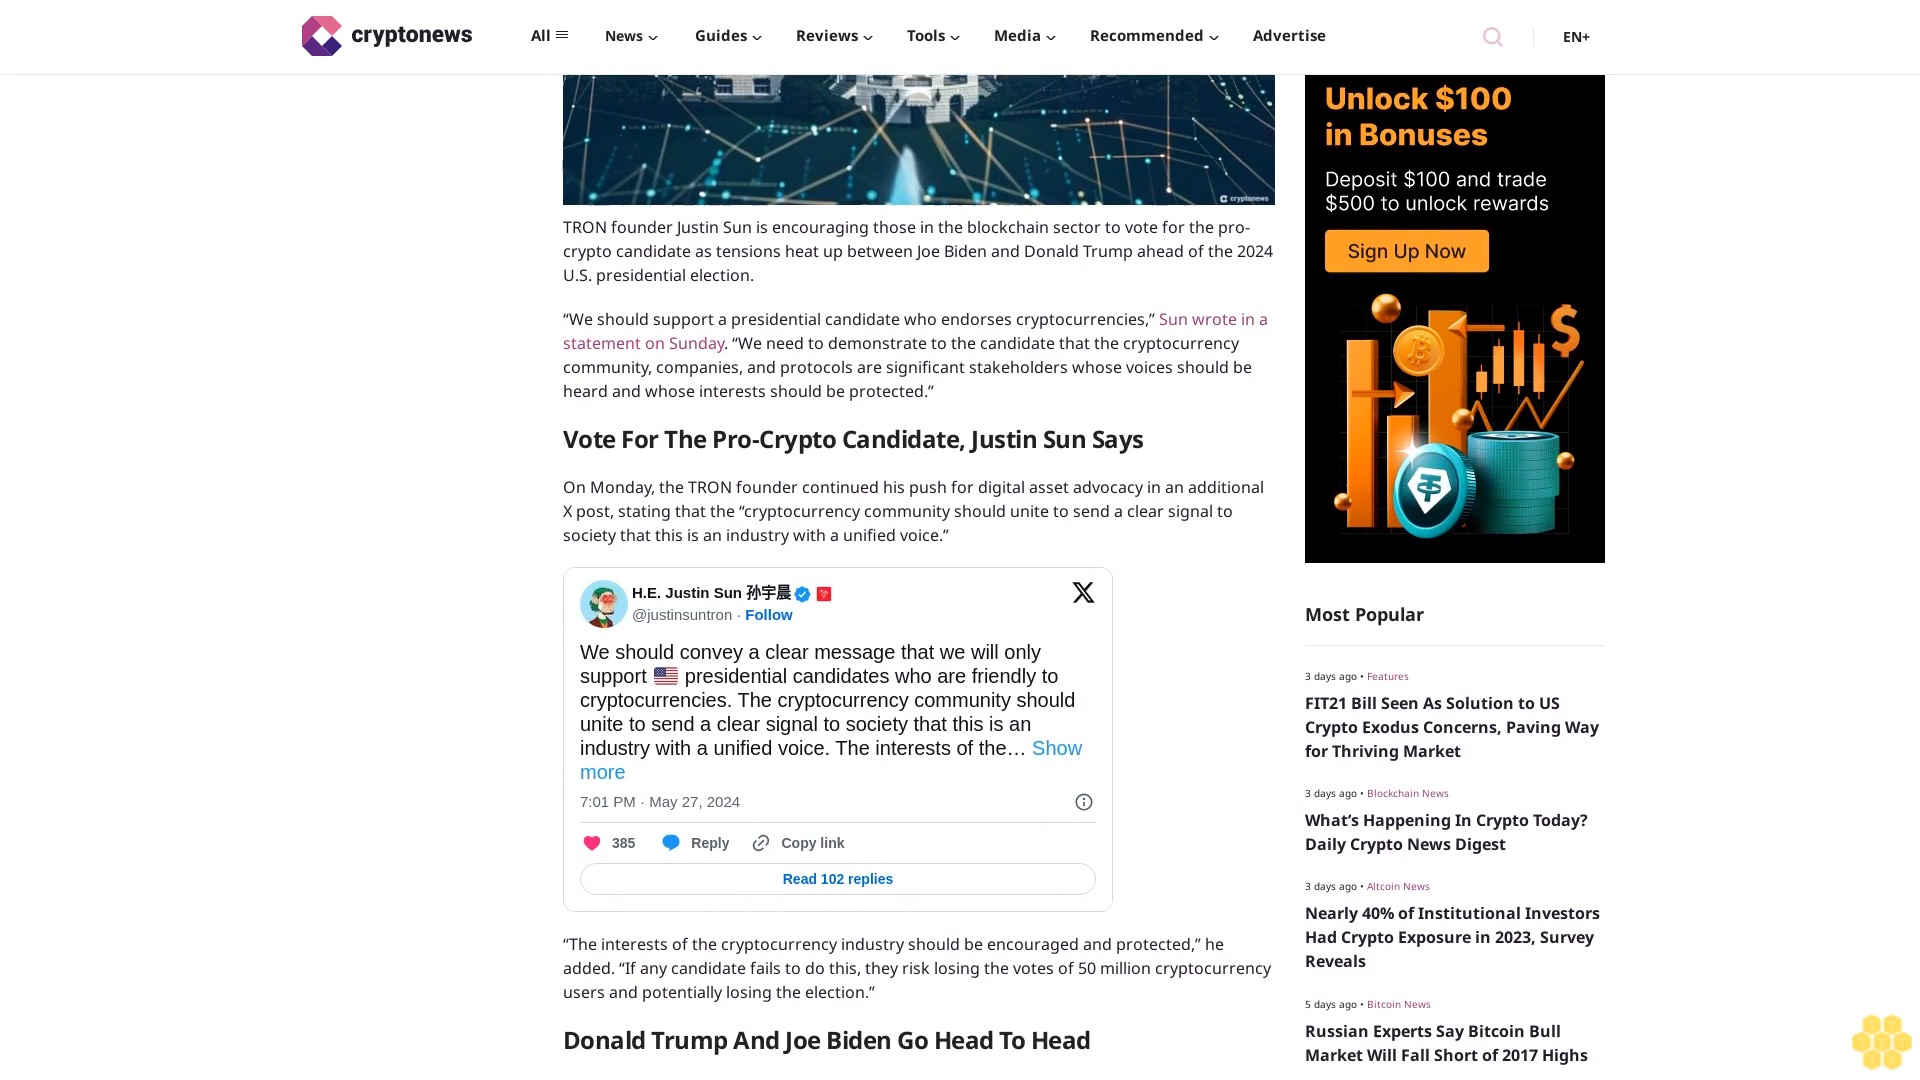 cryptonews
All
News
Guides
Reviews
Tools
Media
Recommended
Advertise
EN+
cryptonews
TRON founder Justin Sun is encouraging those in the blockchain sector to vote for the pro-
crypto candidate as tensions heat up between Joe Biden and Donald Trump ahead of the 2024
U.S. presidential election.
“We should support a presidential candidate who endorses cryptocurrencies,” Sun wrote in a
statement on Sunday. “We need to demonstrate to the candidate that the cryptocurrency
community, companies, and protocols are significant stakeholders whose voices should be
heard and whose interests should be protected.”
Vote For The Pro-Crypto Candidate, Justin Sun Says
On Monday, the TRON founder continued his push for digital asset advocacy in an additional
X post, stating that the “cryptocurrency community should unite to send a clear signal to
society that this is an industry with a unified voice.”
H.E. Justin Sun 孙宇晨
@justinsuntron · Follow
We should convey a clear message that we will only
support 🇺🇸 presidential candidates who are friendly to
cryptocurrencies. The cryptocurrency community should
unite to send a clear signal to society that this is an
industry with a unified voice. The interests of the… Show
more
7:01 PM · May 27, 2024
385
Reply
Copy link
Read 102 replies
“The interests of the cryptocurrency industry should be encouraged and protected,” he
added. “If any candidate fails to do this, they risk losing the votes of 50 million cryptocurrency
users and potentially losing the election.”
Donald Trump And Joe Biden Go Head To Head
Unlock $100
in Bonuses
Deposit $100 and trade
$500 to unlock rewards
Sign Up Now
Most Popular
3 days ago • Features
FIT21 Bill Seen As Solution to US
Crypto Exodus Concerns, Paving Way
for Thriving Market
3 days ago • Blockchain News
What’s Happening In Crypto Today?
Daily Crypto News Digest
3 days ago • Altcoin News
Nearly 40% of Institutional Investors
Had Crypto Exposure in 2023, Survey
Reveals
5 days ago • Bitcoin News
Russian Experts Say Bitcoin Bull
Market Will Fall Short of 2017 Highs